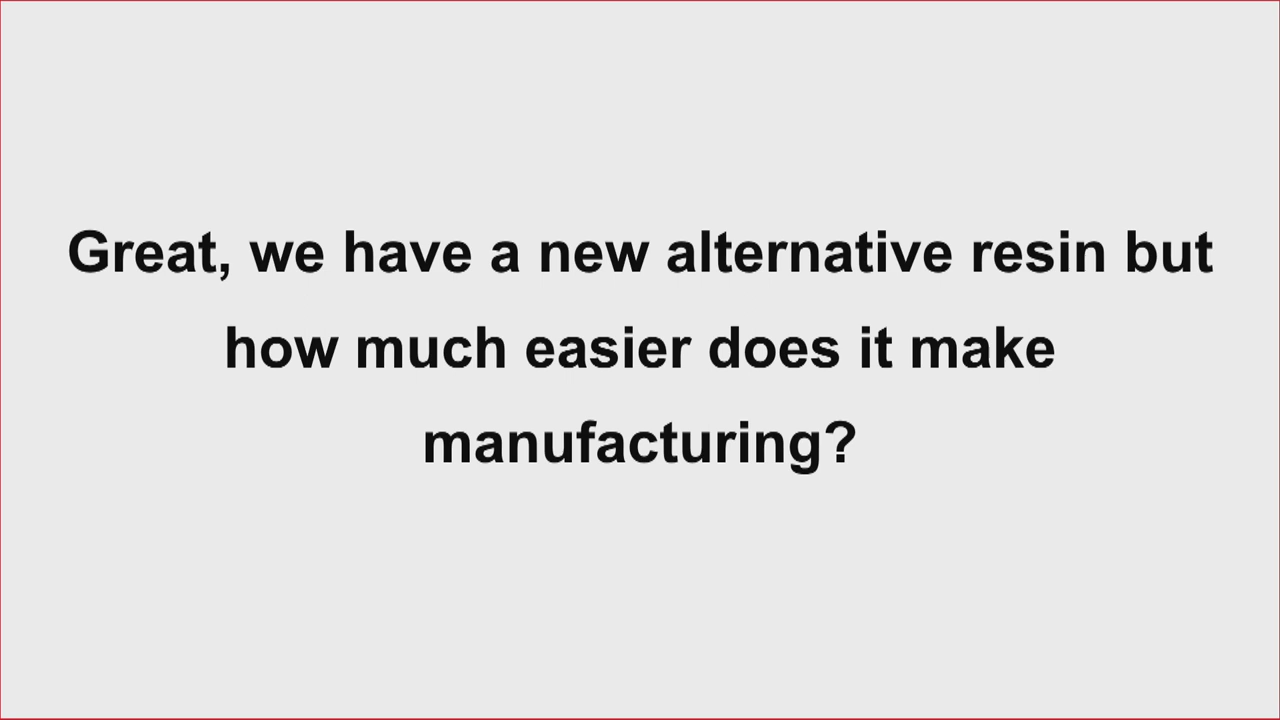 Great, we have a new alternative resin but
how much easier does it make
manufacturing?